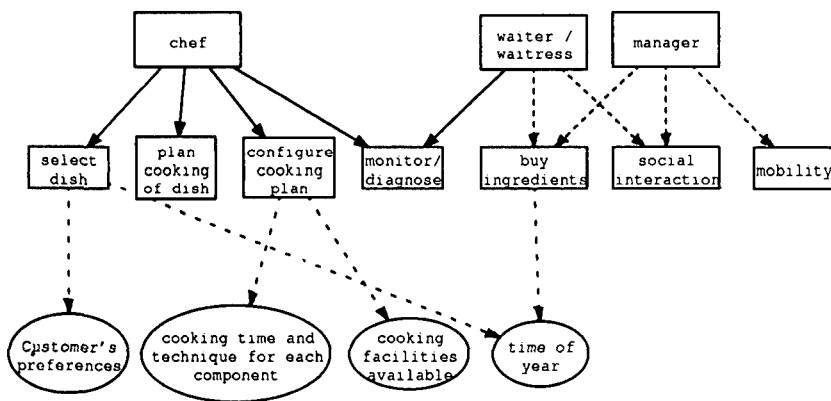 chef
waiter /
waitress
manager
select
dish
plan
cooking
of dish
configure
cooking
plan
monitor/
diagnose
buy
ingredients
social
interaction
mobility
Customer's
preferences
cooking time and
technique for each
component
cooking
facilities
available
time of
year